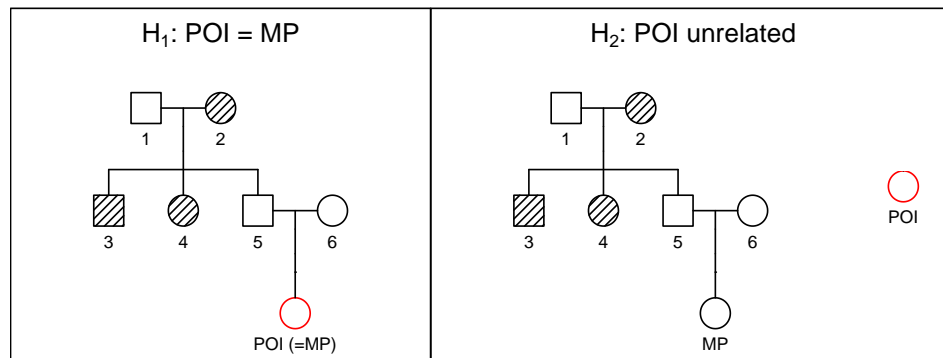 H₁: POI = MP
1 2
3 4 5 6
POI (=MP)
H₂: POI unrelated
1 2
3 4 5 6
POI
MP